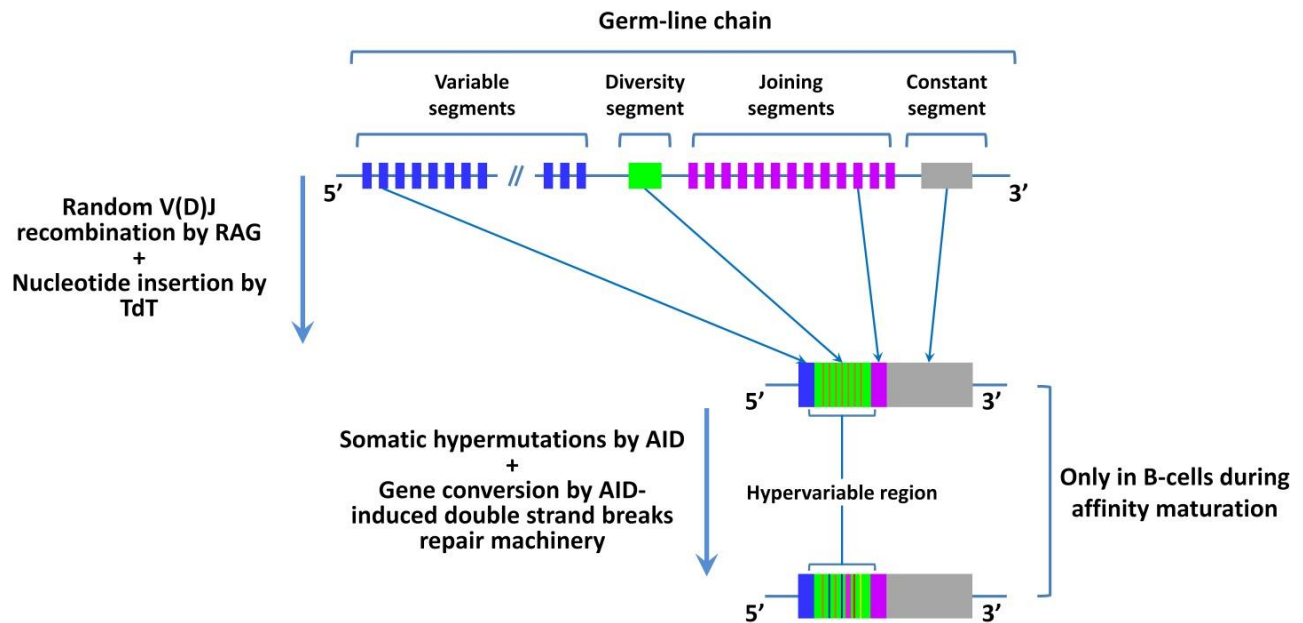 Germ-line chain
Variable
segments
Diversity
segment
Joining
segments
Constant
segment
//
5’
3’
Random V(D)J
recombination by RAG
+
Nucleotide insertion by
TdT
5’
3’
Somatic hypermutations by AID
+
Gene conversion by AID-
induced double strand breaks
repair machinery
Hypervariable region
Only in B-cells during
affinity maturation
5’
3’